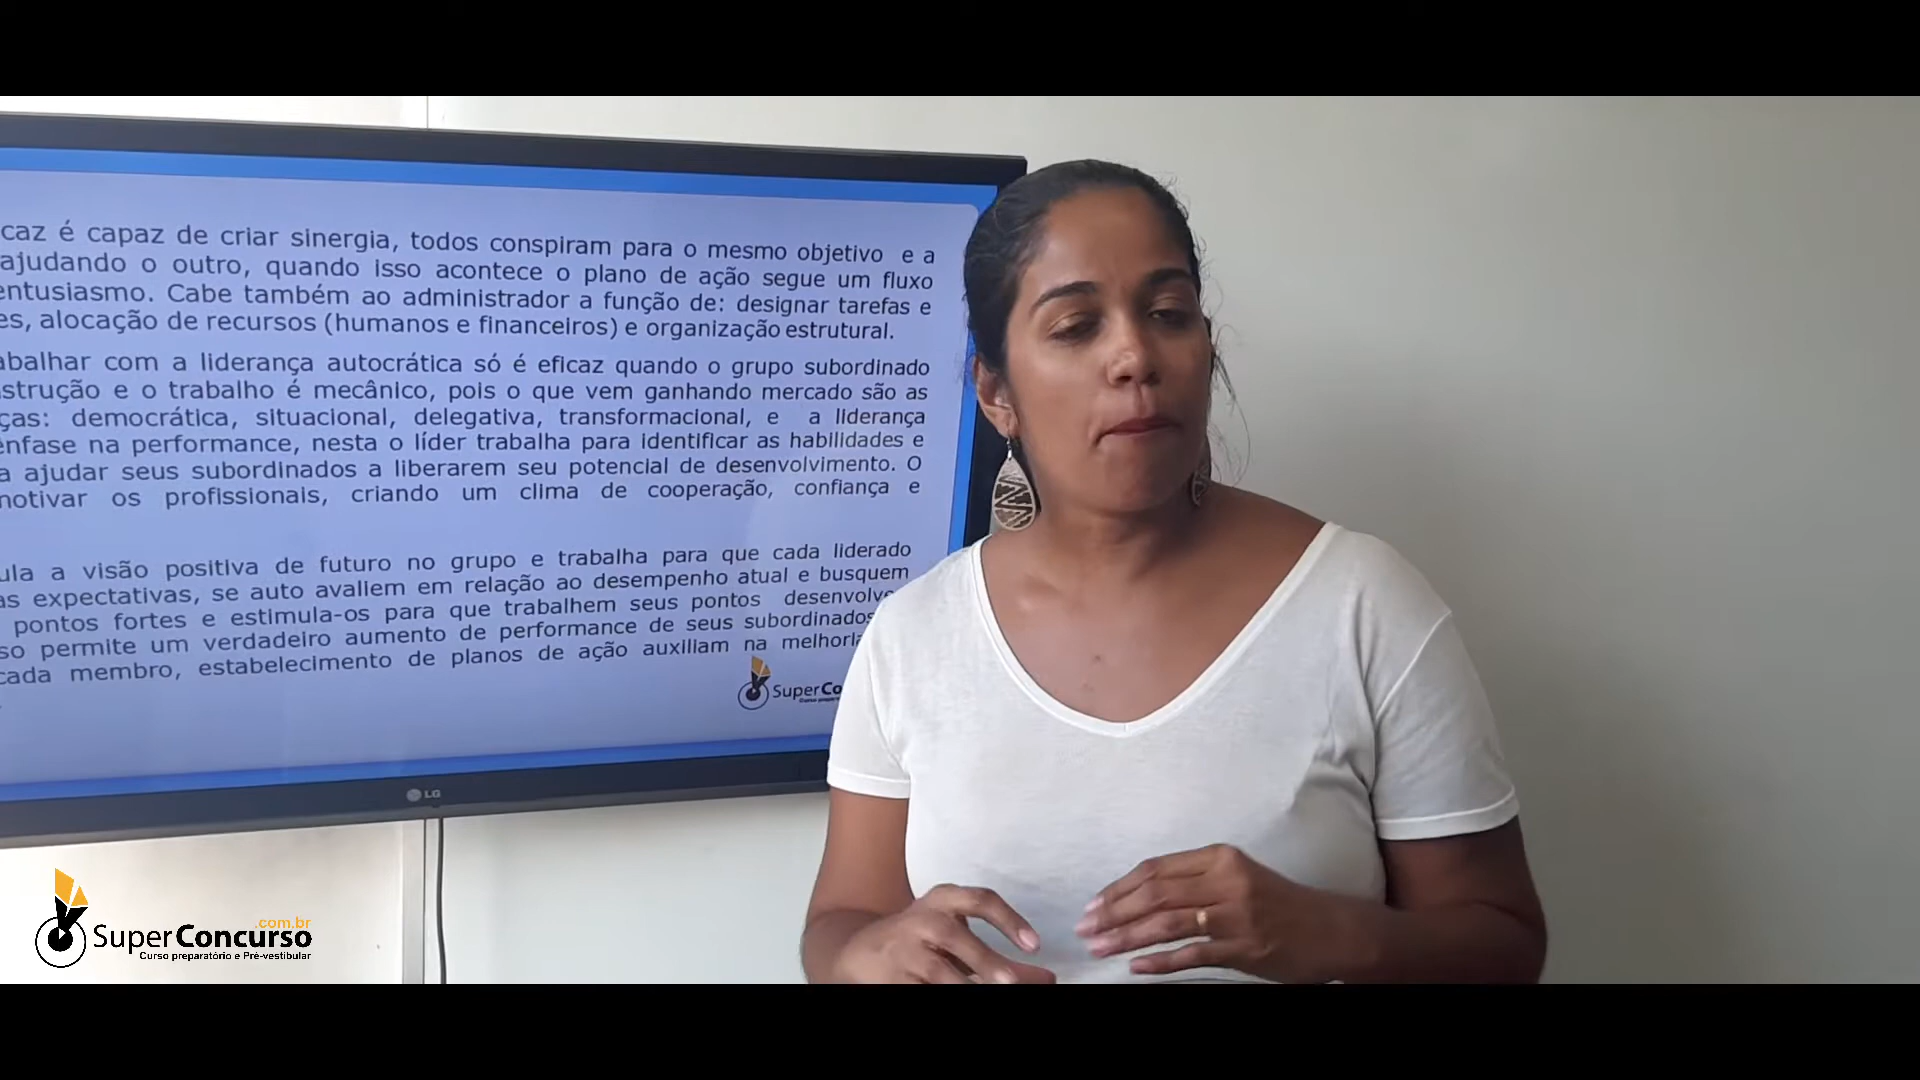 caz é capaz de criar sinergia, todos conspiram para o mesmo objetivo e a
ajudando o outro, quando isso acontece o plano de ação segue um fluxo
entusiasmo. Cabe também ao administrador a função de: designar tarefas e
es, alocação de recursos (humanos e financeiros) e organização estrutural.
abalhar com a liderança autocrática só é eficaz quando o grupo subordinado
strução e o trabalho é mecânico, pois o que vem ganhando mercado são as
ças: democrática, situacional, delegativa, transformacional, e a liderança
ênfase na performance, nesta o líder trabalha para identificar as habilidades e
a ajudar seus subordinados a liberarem seu potencial de desenvolvimento. O
motivar os profissionais, criando um clima de cooperação, confiança e
ula a visão positiva de futuro no grupo e trabalha para que cada liderado
as expectativas, se auto avaliem em relação ao desempenho atual e busquem
pontos fortes e estimula-os para que trabalhem seus pontos desenvolve
so permite um verdadeiro aumento de performance de seus subordinados
cada membro, estabelecimento de planos de ação auxiliam na melhoria
SuperCo
LG
.com.br
SuperConcurso
Curso preparatório e Pré-vestibular